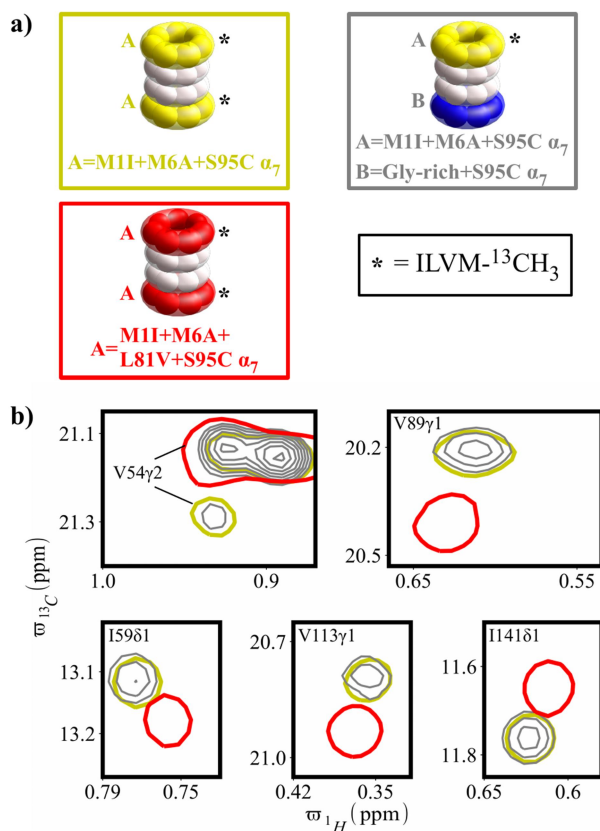 a)
A *
A *
A=M1I+M6A+S95C α7
A *
B
A=M1I+M6A+S95C α7
B=Gly-rich+S95C α7
A *
A *
A= M1I+M6A+
L81V+S95C α7
* = ILVM-¹³CH₃
b)
21.1
V54γ2
21.3
1.0 0.9
V89γ1
20.2
20.5
0.65 0.55
ϖ13C (ppm)
I59δ1
13.1
13.2
0.79 0.75
V113γ1
20.7
21.0
0.42 0.35
I141δ1
11.6
11.8
0.65 0.6
ϖ1H (ppm)